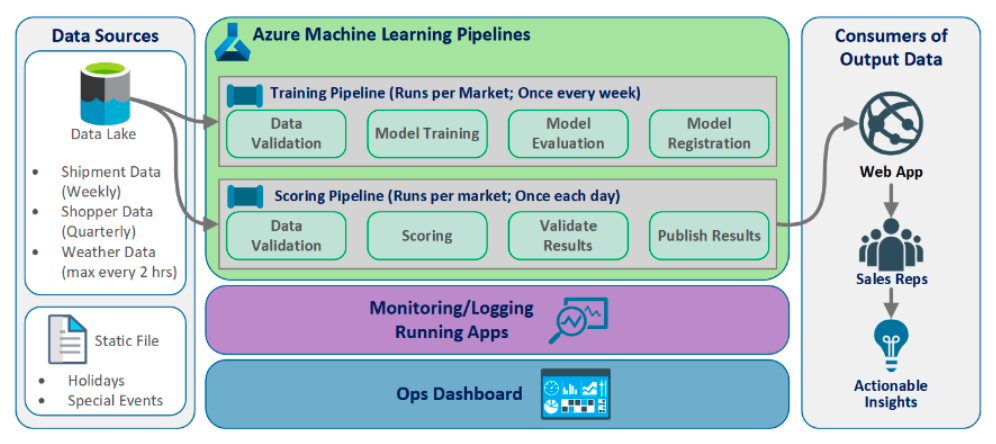 Data Sources
Data Lake
• Shipment Data
(Weekly)
• Shopper Data
(Quarterly)
• Weather Data
(max every 2 hrs)
Static File
• Holidays
• Special Events
Azure Machine Learning Pipelines
Training Pipeline (Runs per Market; Once every week)
Data
Validation
Model Training
Model
Evaluation
Model
Registration
Scoring Pipeline (Runs per market; Once each day)
Data
Validation
Scoring
Validate
Results
Publish Results
Monitoring/Logging
Running Apps
Ops Dashboard
Consumers of
Output Data
Web App
Sales Reps
Actionable
Insights